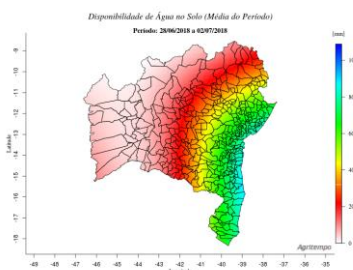 Disponibilidade de Água no Solo (Média do Período)
Período: 28/06/2018 a 02/07/2018
[mm]
-9
-10
-11
-12
-13
-14
-15
-16
-17
-18
Latitude
80
60
40
20
0
Agritempo
-49 -48 -47 -46 -45 -44 -43 -42 -41 -40 -39 -38 -37 -36 -35